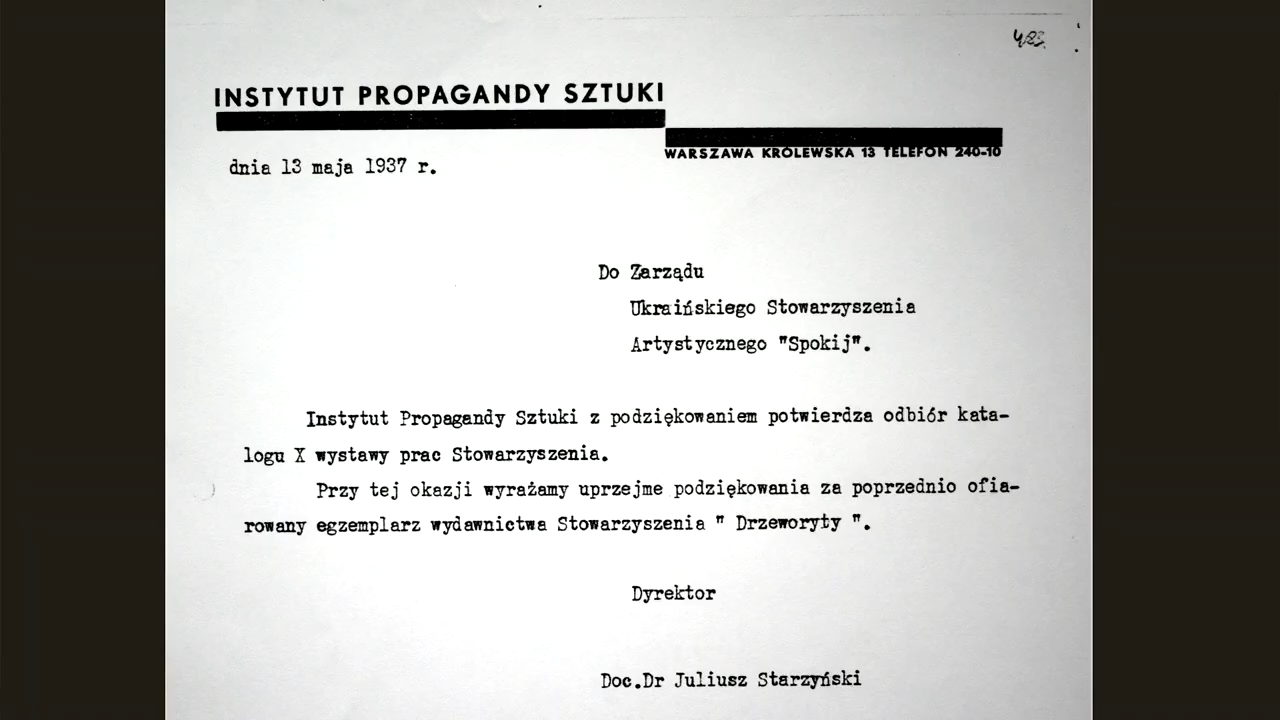 423
INSTYTUT PROPAGANDY SZTUKI
WARSZAWA KRÓLEWSKA 13 TELEFON 240-10
dnia 13 maja 1937 r.
Do Zarządu
Ukraińskiego Stowarzyszenia
Artystycznego "Spokij".
Instytut Propagandy Sztuki z podziękowaniem potwierdza odbiór kata-
logu X wystawy prac Stowarzyszenia.
Przy tej okazji wyrażamy uprzejme podziękowania za poprzednio ofia-
rowany egzemplarz wydawnictwa Stowarzyszenia " Drzeworyty ".
Dyrektor
Doc.Dr Juliusz Starzyński